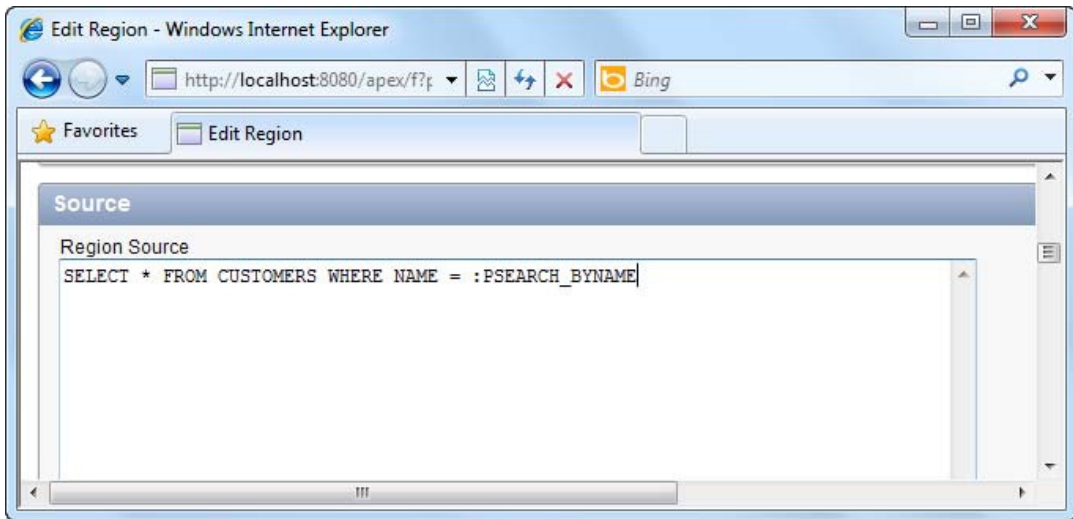 Edit Region - Windows Internet Explorer
http://localhost:8080/apex/f?p
Bing
Favorites
Edit Region
Source
Region Source
SELECT * FROM CUSTOMERS WHERE NAME = :PSEARCH_BYNAME